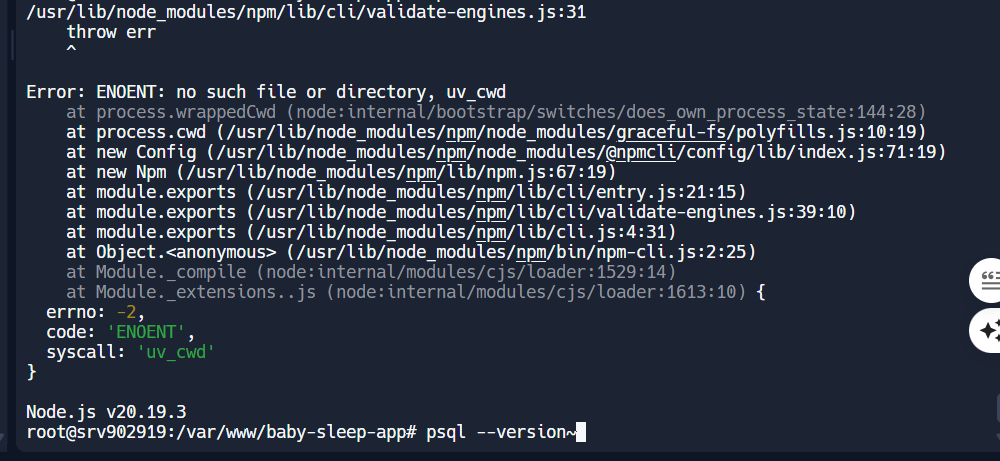 /usr/lib/node_modules/npm/lib/cli/validate-engines.js:31
    throw err
    ^

Error: ENOENT: no such file or directory, uv_cwd
    at process.wrappedCwd (node:internal/bootstrap/switches/does_own_process_state:144:28)
    at process.cwd (/usr/lib/node_modules/npm/node_modules/graceful-fs/polyfills.js:10:19)
    at new Config (/usr/lib/node_modules/npm/node_modules/@npmcli/config/lib/index.js:71:19)
    at new Npm (/usr/lib/node_modules/npm/lib/npm.js:67:19)
    at module.exports (/usr/lib/node_modules/npm/lib/cli/entry.js:21:15)
    at module.exports (/usr/lib/node_modules/npm/lib/cli/validate-engines.js:39:10)
    at module.exports (/usr/lib/node_modules/npm/lib/cli.js:4:31)
    at Object.<anonymous> (/usr/lib/node_modules/npm/bin/npm-cli.js:2:25)
    at Module._compile (node:internal/modules/cjs/loader:1529:14)
    at Module._extensions..js (node:internal/modules/cjs/loader:1613:10) {
  errno: -2,
  code: 'ENOENT',
  syscall: 'uv_cwd'
}

Node.js v20.19.3
root@srv902919:/var/www/baby-sleep-app# psql --version~